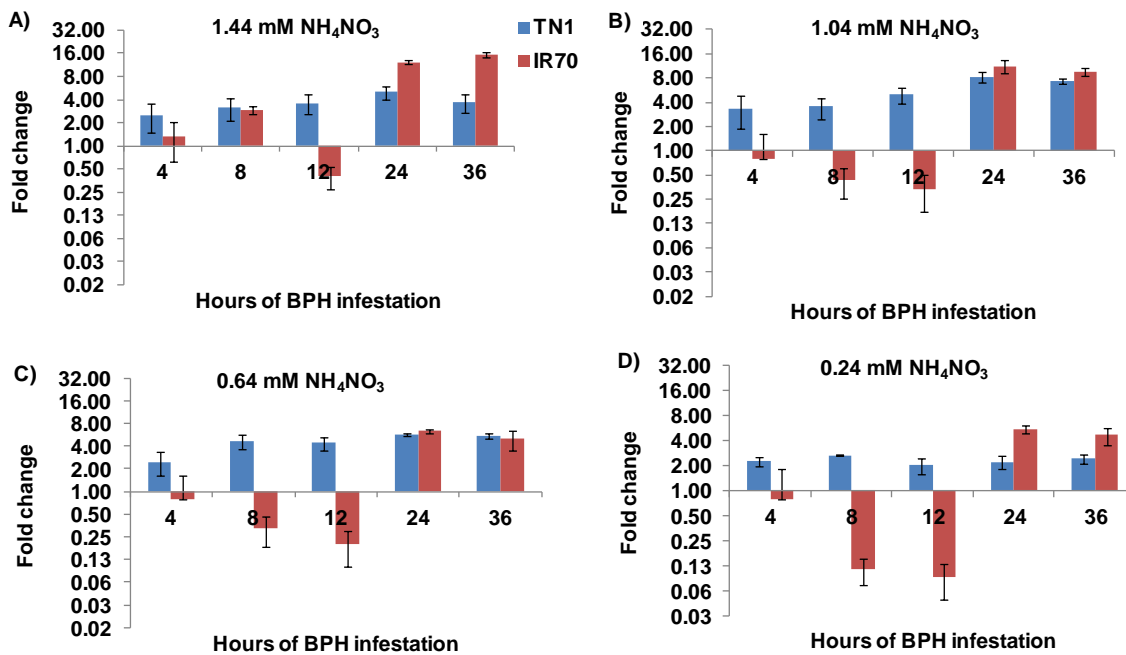 A)
1.44 mM NH₄NO₃
TN1
IR70
32.00
16.00
8.00
4.00
2.00
1.00
0.50
0.25
0.13
0.06
0.03
0.02
Fold change
4 8 12 24 36
Hours of BPH infestation
B)
1.04 mM NH₄NO₃
32.00
16.00
8.00
4.00
2.00
1.00
0.50
0.25
0.13
0.06
0.03
0.02
Fold change
4 8 12 24 36
Hours of BPH infestation
C)
0.64 mM NH₄NO₃
32.00
16.00
8.00
4.00
2.00
1.00
0.50
0.25
0.13
0.06
0.03
0.02
Fold change
4 8 12 24 36
Hours of BPH infestation
D)
0.24 mM NH₄NO₃
32.00
16.00
8.00
4.00
2.00
1.00
0.50
0.25
0.13
0.06
0.03
Fold change
4 8 12 24 36
Hours of BPH infestation